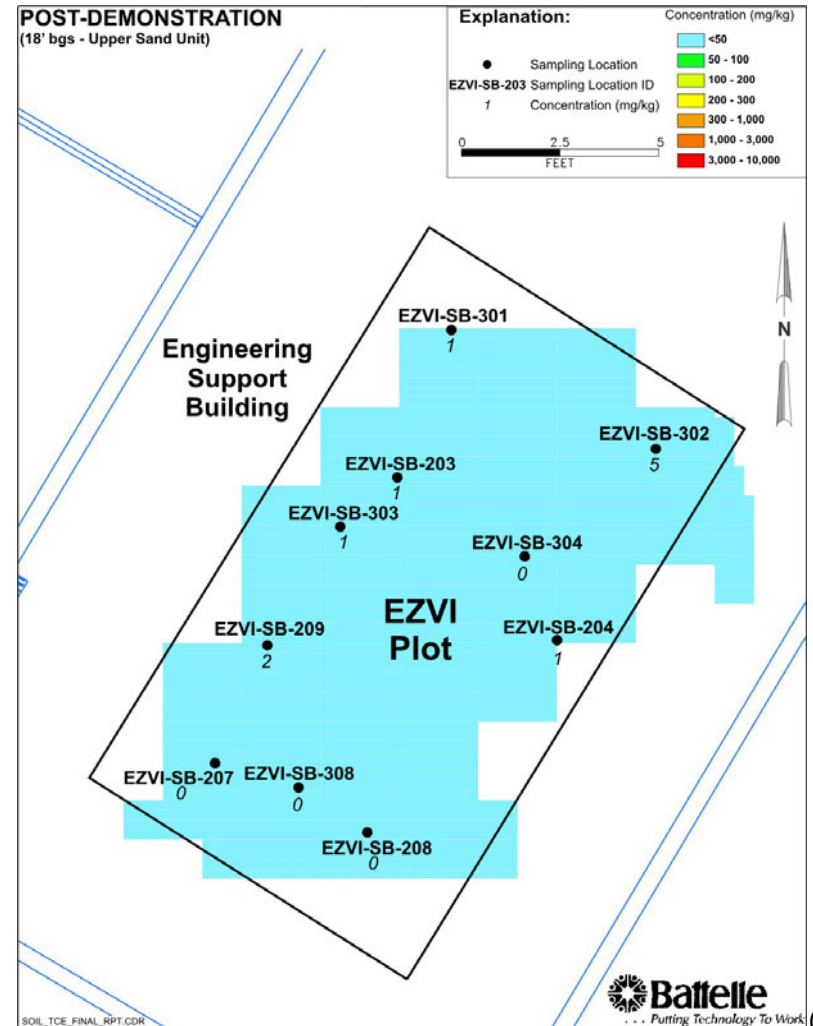 POST-DEMONSTRATION
(18' bgs - Upper Sand Unit)
Explanation:
Sampling Location
EZVI-SB-203 Sampling Location ID
1 Concentration (mg/kg)
0 2.5 5
FEET
Concentration (mg/kg)
<50
50 - 100
100 - 200
200 - 300
300 - 1,000
1,000 - 3,000
3,000 - 10,000
N
Engineering
Support
Building
EZVI-SB-301
1
EZVI-SB-302
5
EZVI-SB-203
1
EZVI-SB-303
1
EZVI-SB-304
0
EZVI
Plot
EZVI-SB-209
2
EZVI-SB-204
1
EZVI-SB-207
0
EZVI-SB-308
0
EZVI-SB-208
0
Battelle
. . . Putting Technology To Work
SOIL_TCE_FINAL_RPT.CDR